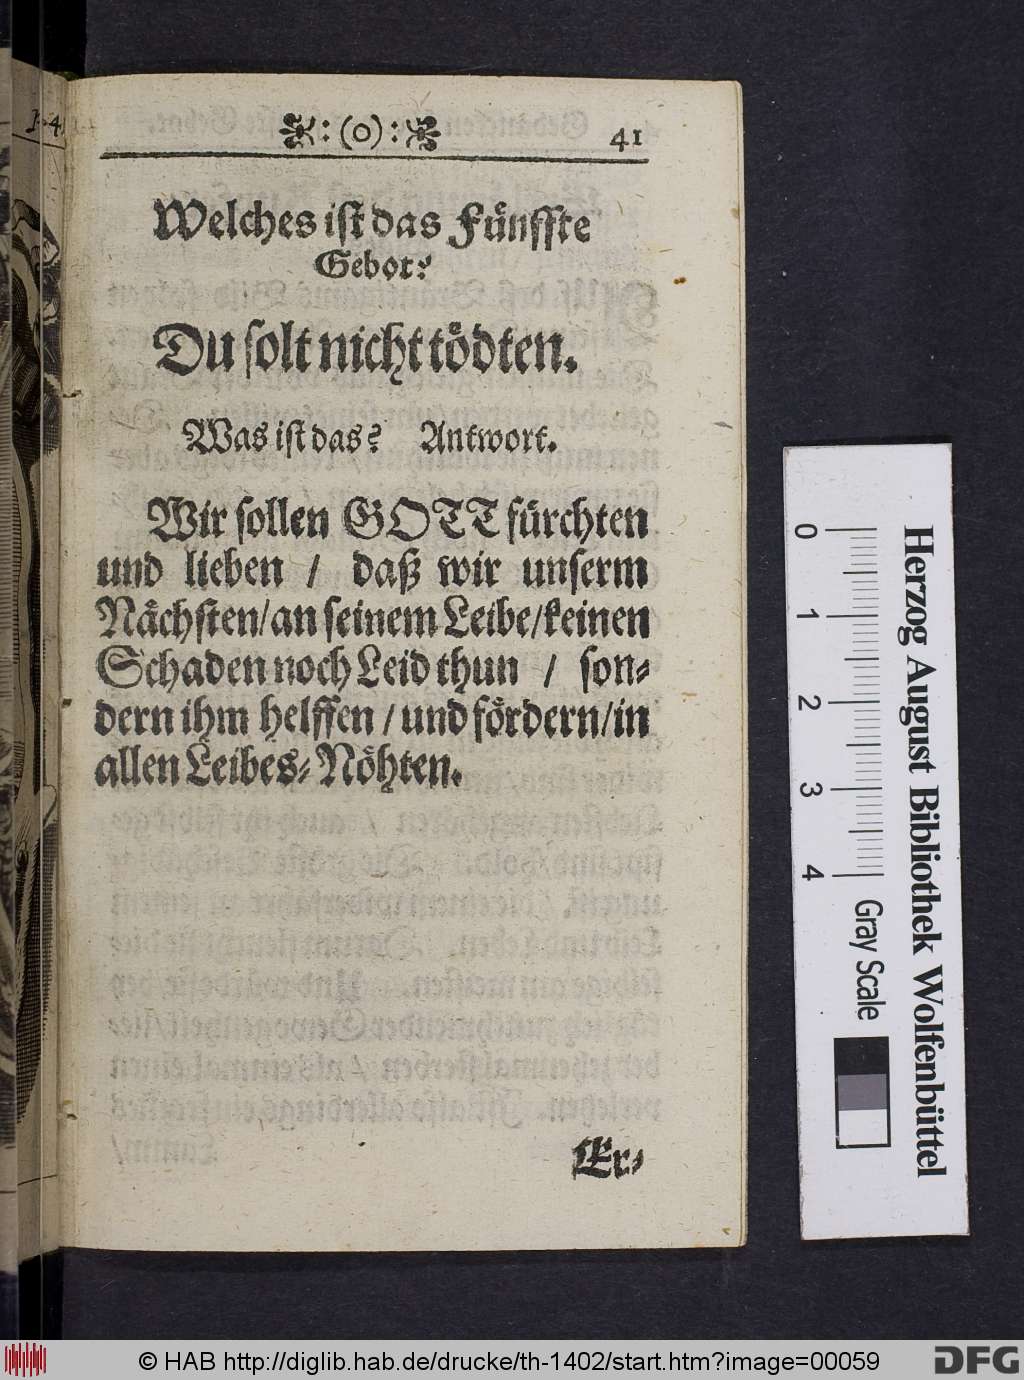 :(o): 41
Welches ist das Fünffte
Gebot?
Du solt nicht tödten.
Was ist das? Antwort.
Wir sollen GOTT fürchten
und lieben / daß wir unserm
Nächsten/an seinem Leibe/keinen
Schaden noch Leid thun / son-
dern ihm helffen / und fördern/in
allen Leibes-Nöhten.
Er-
Herzog August Bibliothek Wolfenbüttel
0 1 2 3 4 Gray Scale
© HAB http://diglib.hab.de/drucke/th-1402/start.htm?image=00059
DFG